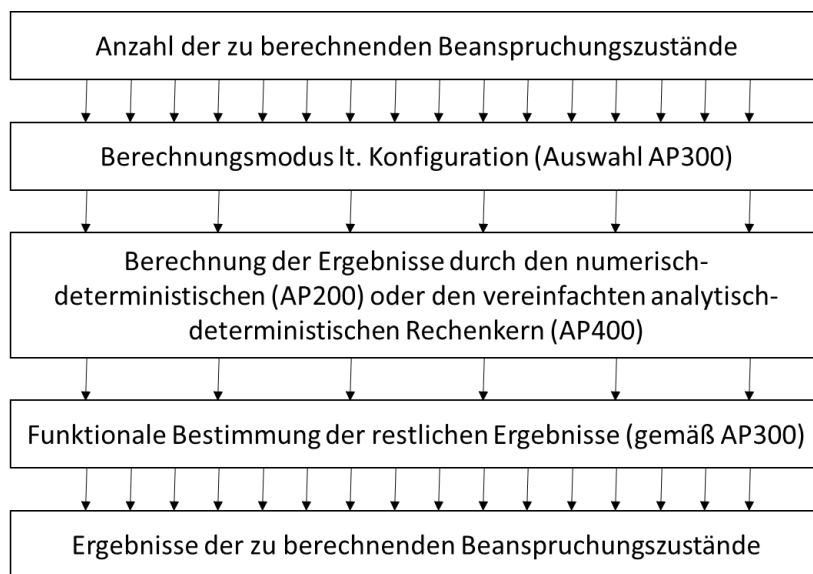 Anzahl der zu berechnenden Beanspruchungszustände
Berechnungsmodus lt. Konfiguration (Auswahl AP300)
Berechnung der Ergebnisse durch den numerisch-
deterministischen (AP200) oder den vereinfachten analytisch-
deterministischen Rechenkern (AP400)
Funktionale Bestimmung der restlichen Ergebnisse (gemäß AP300)
Ergebnisse der zu berechnenden Beanspruchungszustände